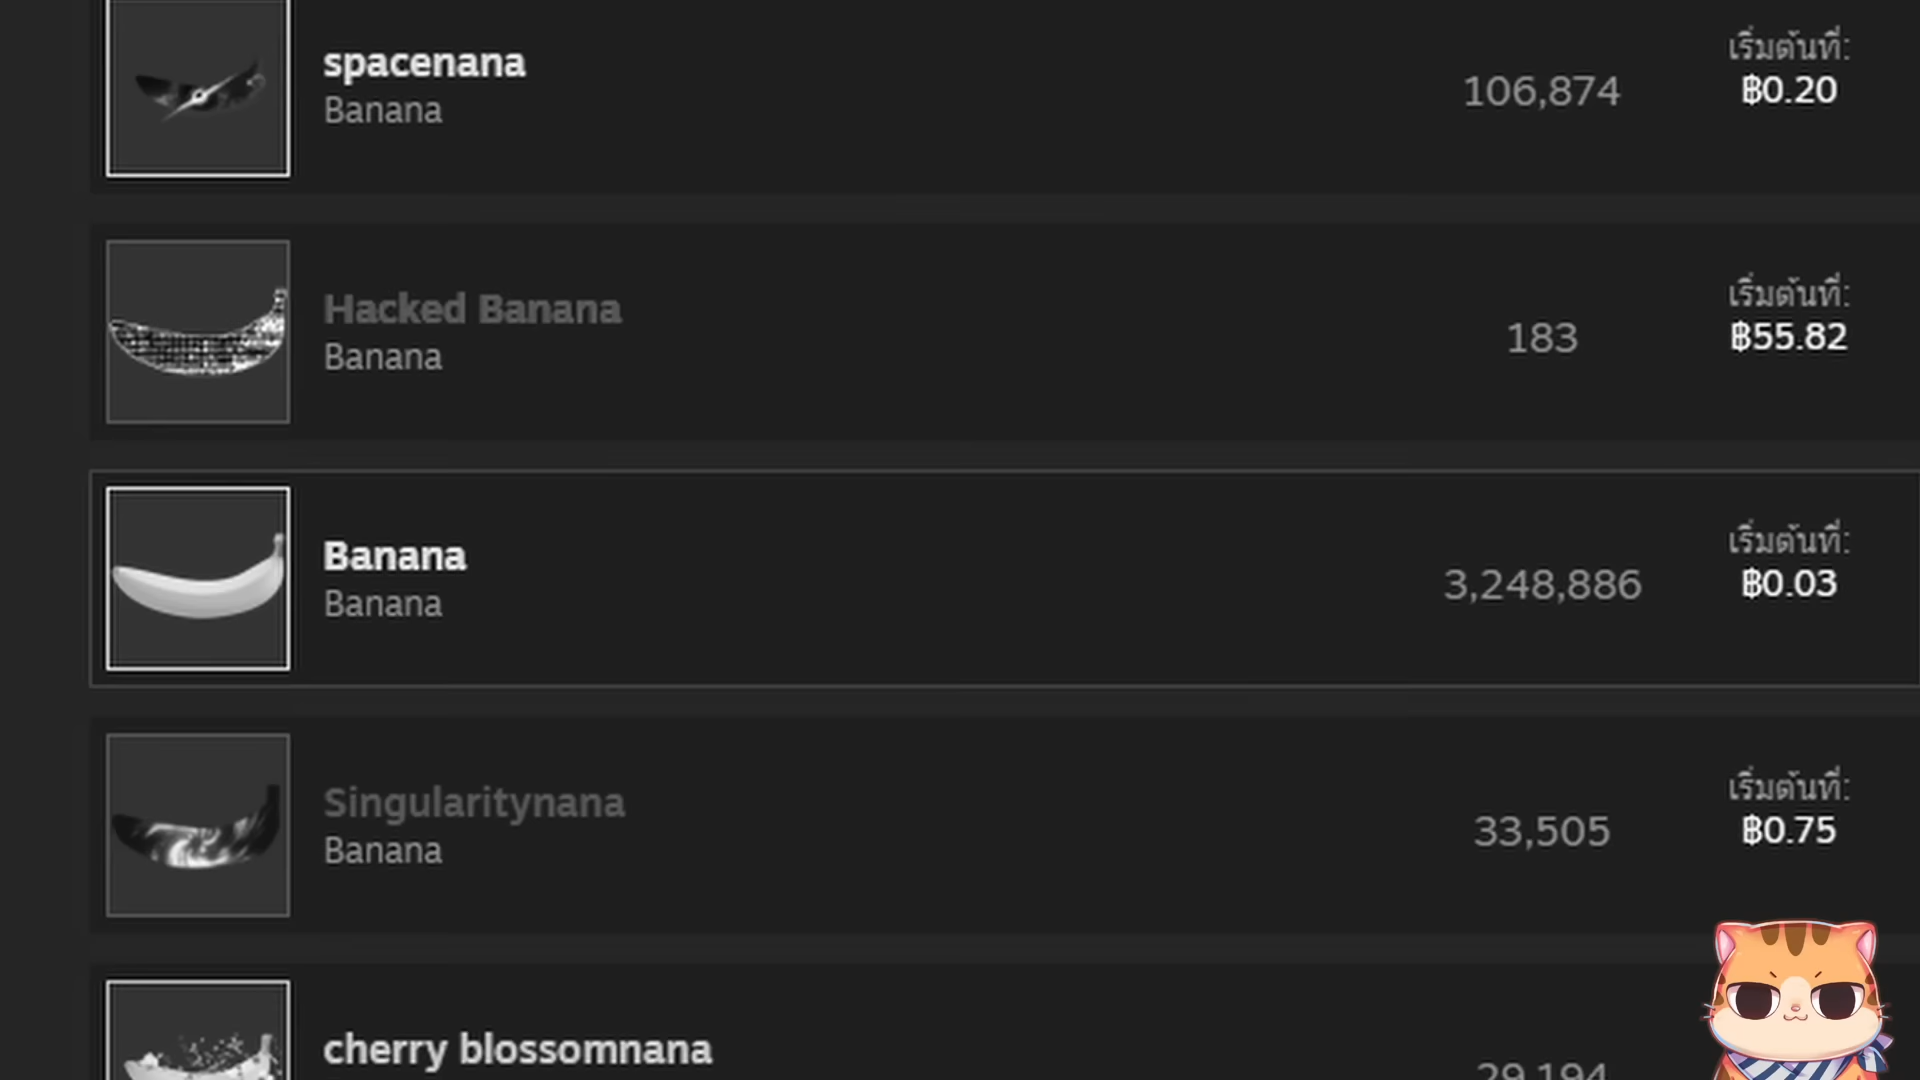 spacenana
Banana
106,874
เริ่มต้นที่:
฿0.20
Hacked Banana
Banana
183
เริ่มต้นที่:
฿55.82
Banana
Banana
3,248,886
เริ่มต้นที่:
฿0.03
Singularitynana
Banana
33,505
เริ่มต้นที่:
฿0.75
cherry blossomnana
29,194